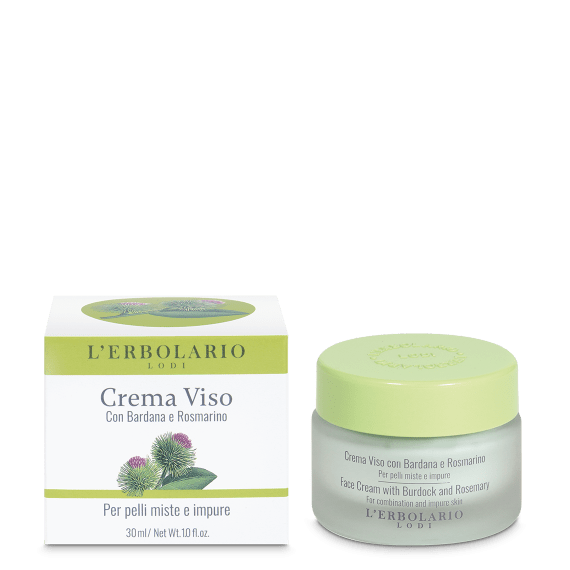 L'ERBOLARIO
LODI
Crema Viso
Con Bardana e Rosmarino
Per pelli miste e impure
30 ml/ Net Wt. 1.0 fl.oz.
Crema Viso con Bardana e Rosmarino
Per pelli miste e impure
Face Cream with Burdock and Rosemary
For combination and impure skin
L'ERBOLARIO
LODI